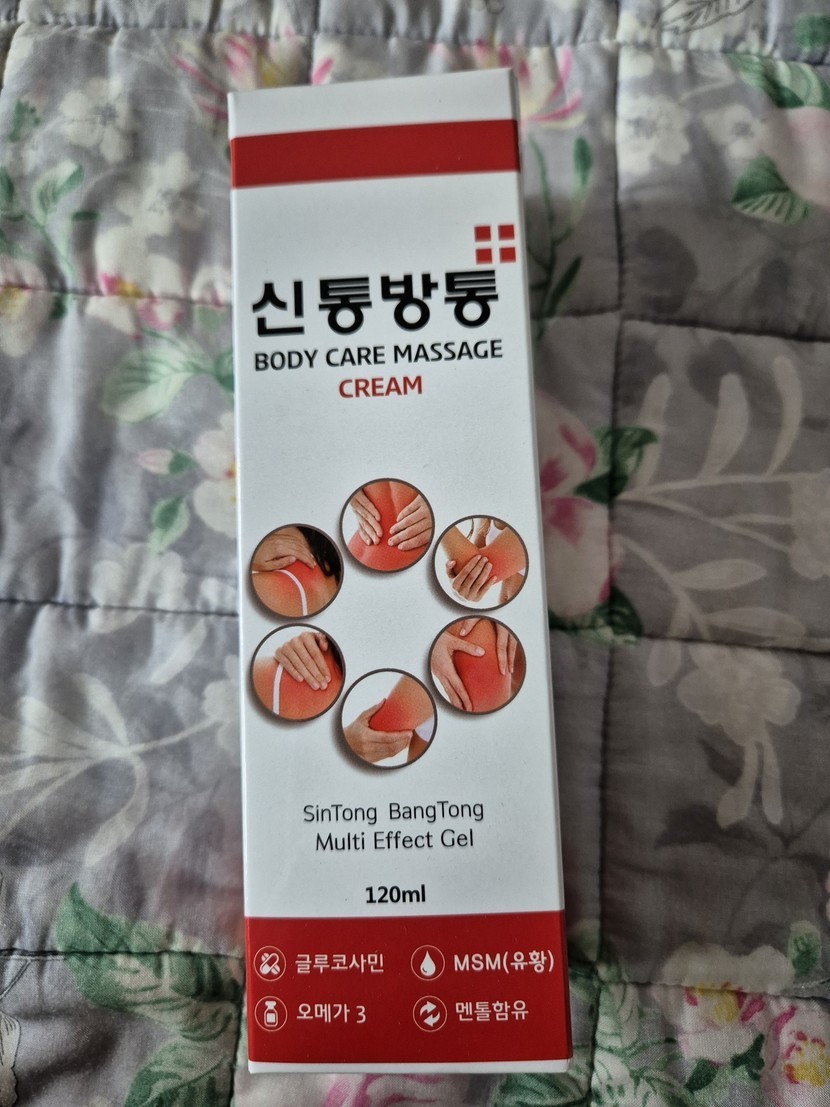 신통방통
BODY CARE MASSAGE
CREAM
SinTong BangTong
Multi Effect Gel
120ml
글루코사민
MSM(유황)
오메가 3
멘톨함유